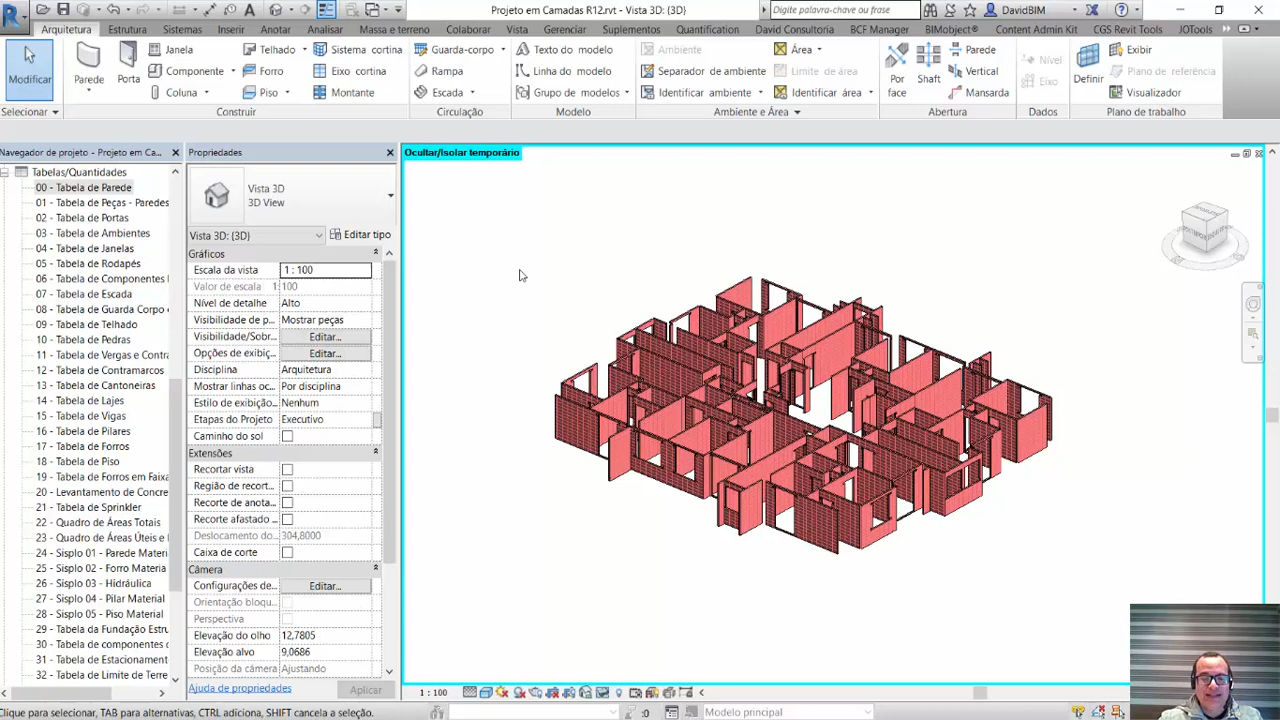 Projeto em Camadas R12.rvt - Vista 3D: {3D}
Digite palavra-chave ou frase
DavidBIM
Arquitetura Estrutura Sistemas Inserir Anotar Analisar Massa e terreno Colaborar Vista Gerenciar Suplementos Quantification David Consultoria BCF Manager BIMobject® Content Admin Kit CGS Revit Tools JOTools
Modificar
Selecionar
Parede
Porta
Janela
Componente
Coluna
Telhado
Forro
Piso
Sistema cortina
Eixo cortina
Montante
Construir
Guarda-corpo
Rampa
Escada
Circulação
Texto do modelo
Linha do modelo
Grupo de modelos
Modelo
Ambiente
Separador de ambiente
Identificar ambiente
Área
Limite de área
Identificar área
Ambiente e Área
Por face
Shaft
Parede
Vertical
Mansarda
Abertura
Nível
Eixo
Dados
Definir
Exibir
Plano de referência
Visualizador
Plano de trabalho
Navegador de projeto - Projeto em Ca...
Tabelas/Quantidades
00 - Tabela de Parede
01 - Tabela de Peças - Paredes
02 - Tabela de Portas
03 - Tabela de Ambientes
04 - Tabela de Janelas
05 - Tabela de Rodapés
06 - Tabela de Componentes
07 - Tabela de Escada
08 - Tabela de Guarda Corpo
09 - Tabela de Telhado
10 - Tabela de Pedras
11 - Tabela de Vergas e Contra
12 - Tabela de Contramarcos
13 - Tabela de Cantoneiras
14 - Tabela de Lajes
15 - Tabela de Vigas
16 - Tabela de Pilares
17 - Tabela de Forros
18 - Tabela de Piso
19 - Tabela de Forros em Faixa
20 - Levantamento de Concre
21 - Tabela de Sprinkler
22 - Quadro de Áreas Totais
23 - Quadro de Áreas Úteis e
24 - Sisplo 01 - Parede Materi
25 - Sisplo 02 - Forro Materia
26 - Sisplo 03 - Hidráulica
27 - Sisplo 04 - Pilar Material
28 - Sisplo 05 - Piso Material
29 - Tabela da Fundação Estru
30 - Tabela de componentes
31 - Tabela de Estacionament
32 - Tabela de Limite de Terre
Propriedades
Vista 3D
3D View
Vista 3D: {3D}
Editar tipo
Gráficos
Escala da vista 1 : 100
Valor de escala 1: 100
Nível de detalhe Alto
Visibilidade de p... Mostrar peças
Visibilidade/Sobr... Editar...
Opções de exibiç... Editar...
Disciplina Arquitetura
Mostrar linhas oc... Por disciplina
Estilo de exibição... Nenhum
Etapas do Projeto Executivo
Caminho do sol
Extensões
Recortar vista
Região de recort...
Recorte de anota...
Recorte afastado ...
Deslocamento do... 304,8000
Caixa de corte
Câmera
Configurações de... Editar...
Orientação bloqu...
Perspectiva
Elevação do olho 12,7805
Elevação alvo 9,0686
Posição da câmera Ajustando
Ajuda de propriedades
Aplicar
Ocultar/Isolar temporário
1 : 100
Clique para selecionar, TAB para alternativas, CTRL adiciona, SHIFT cancela a seleção.
:0
Modelo principal